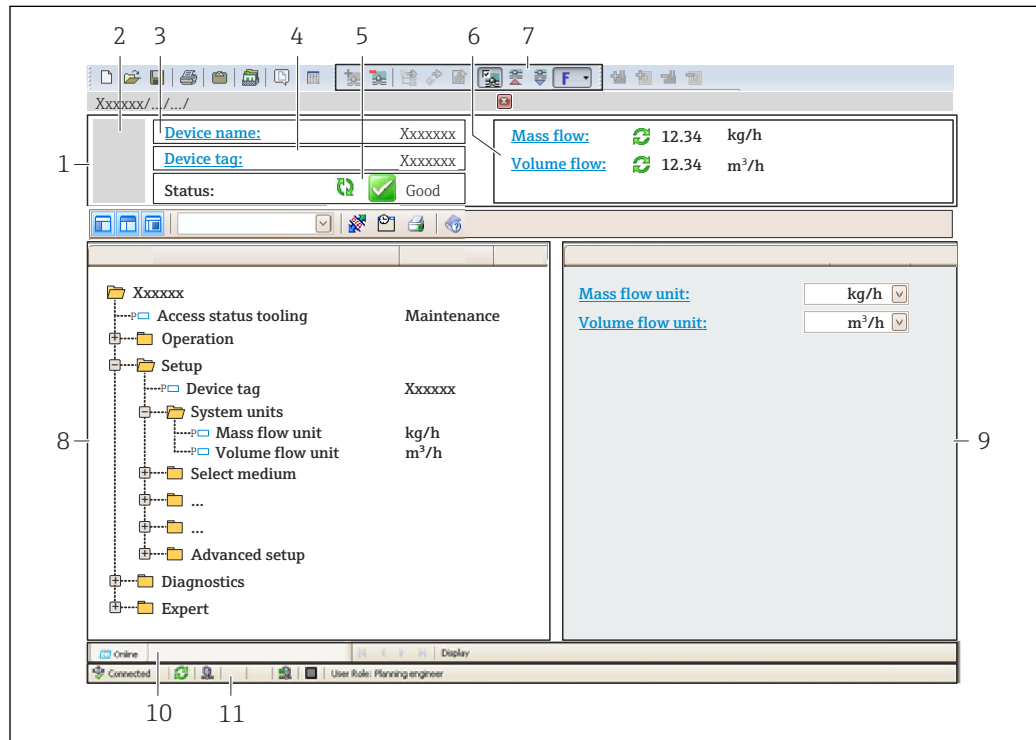 2 3 4 5 6 7
F
Xxxxxx/.../.../
1
Device name: Xxxxxxx
Device tag: Xxxxxxx
Status: Good
Mass flow: 12.34 kg/h
Volume flow: 12.34 m³/h
Xxxxxx
P Access status tooling Maintenance
Operation
Setup
P Device tag Xxxxxx
System units
P Mass flow unit kg/h
P Volume flow unit m³/h
Select medium
...
...
Advanced setup
Diagnostics
Expert
Mass flow unit: kg/h
Volume flow unit: m³/h
8
9
Online Display
Connected User Role: Planning engineer
10 11